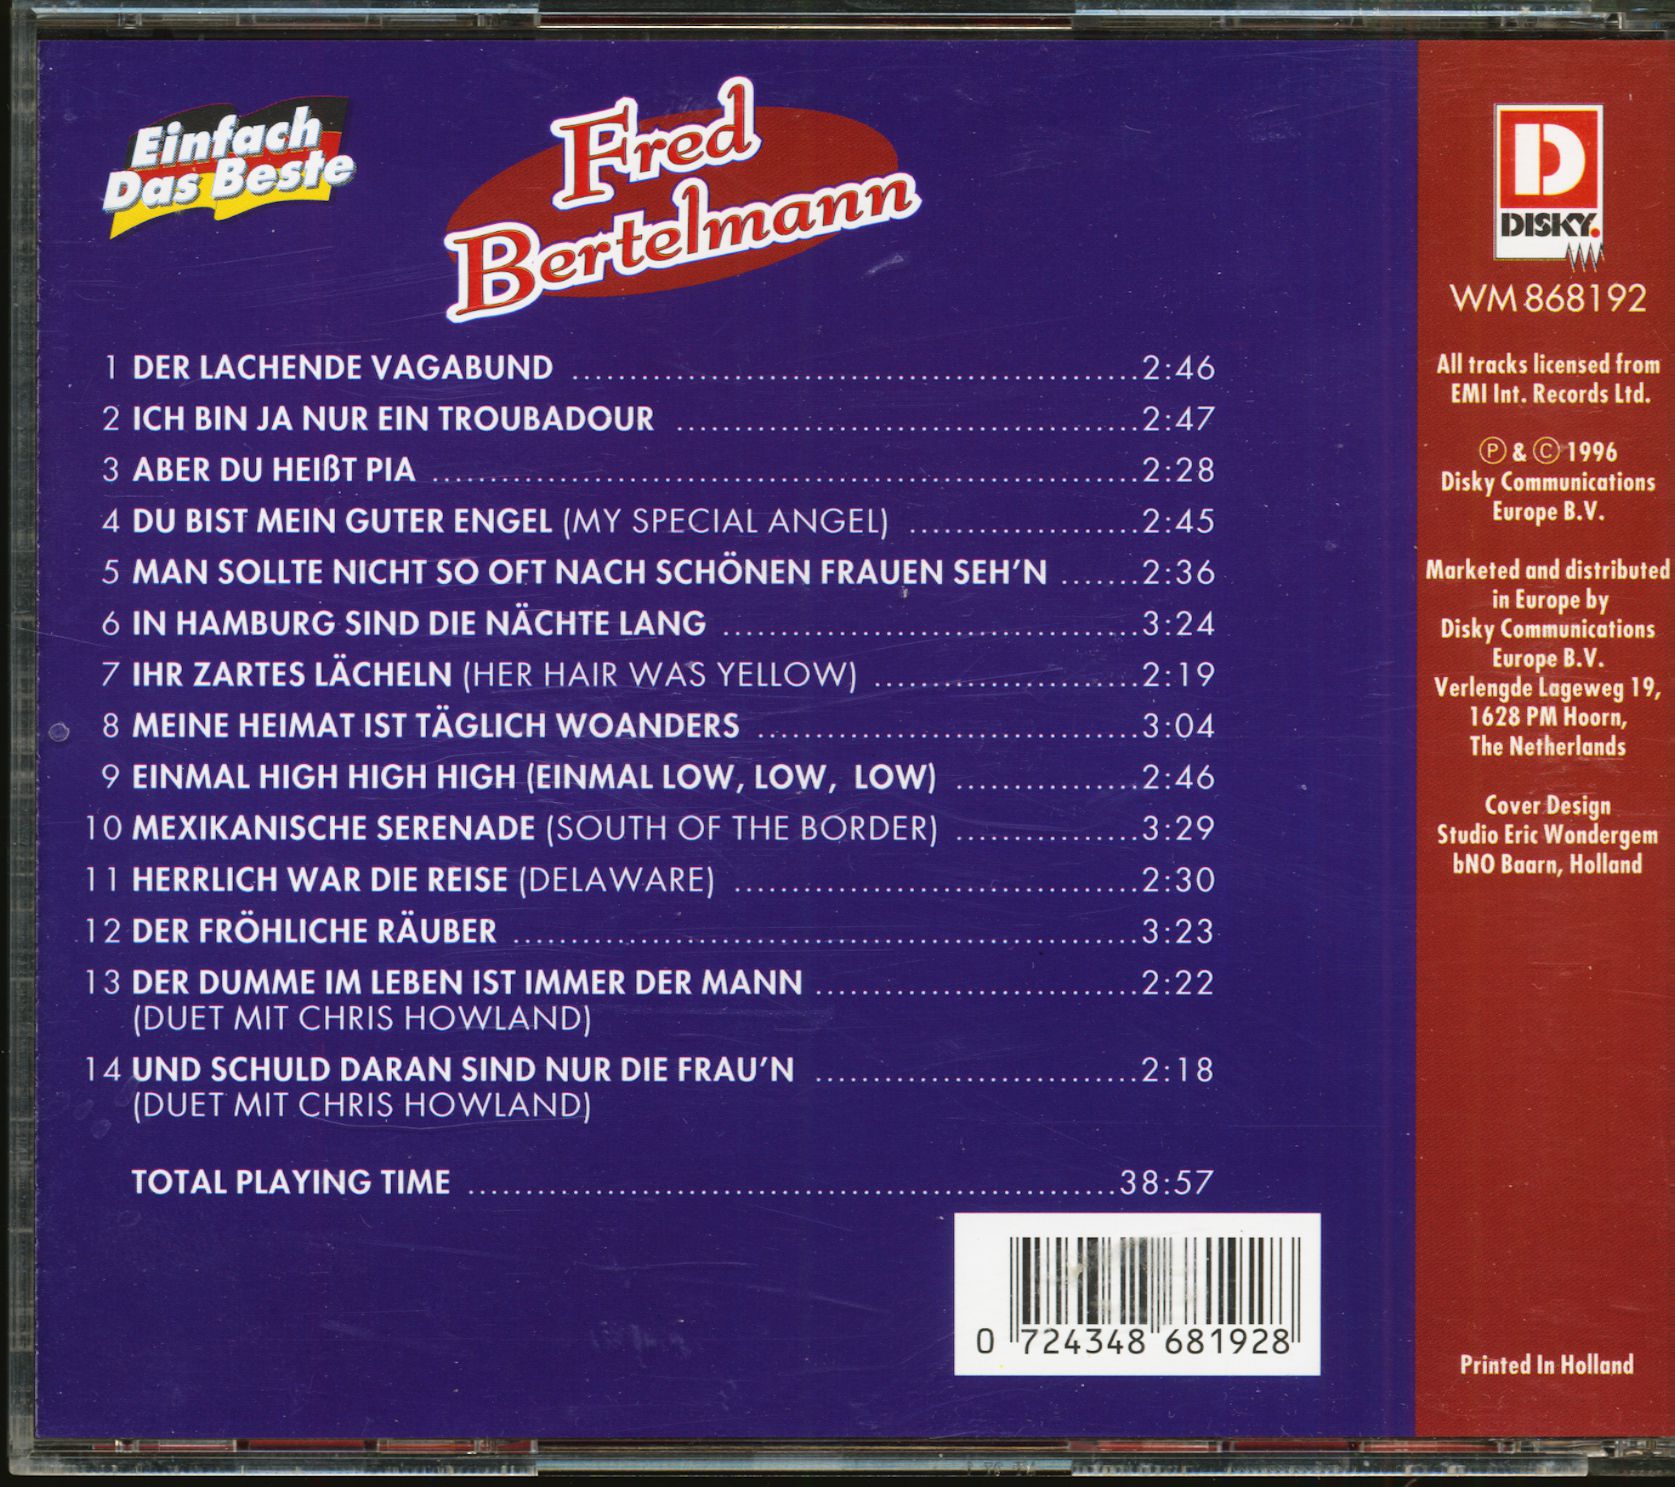 Einfach
Das Beste
Fred
Bertelmann
1 DER LACHENDE VAGABUND 2:46
2 ICH BIN JA NUR EIN TROUBADOUR 2:47
3 ABER DU HEIßT PIA 2:28
4 DU BIST MEIN GUTER ENGEL (MY SPECIAL ANGEL) 2:45
5 MAN SOLLTE NICHT SO OFT NACH SCHÖNEN FRAUEN SEH'N 2:36
6 IN HAMBURG SIND DIE NÄCHTE LANG 3:24
7 IHR ZARTES LÄCHELN (HER HAIR WAS YELLOW) 2:19
8 MEINE HEIMAT IST TÄGLICH WOANDERS 3:04
9 EINMAL HIGH HIGH HIGH (EINMAL LOW, LOW, LOW) 2:46
10 MEXIKANISCHE SERENADE (SOUTH OF THE BORDER) 3:29
11 HERRLICH WAR DIE REISE (DELAWARE) 2:30
12 DER FRÖHLICHE RÄUBER 3:23
13 DER DUMME IM LEBEN IST IMMER DER MANN 2:22
(DUET MIT CHRIS HOWLAND)
14 UND SCHULD DARAN SIND NUR DIE FRAU'N 2:18
(DUET MIT CHRIS HOWLAND)
TOTAL PLAYING TIME 38:57
0 724348 681928
D
DISKY.
WM 868192
All tracks licensed from
EMI Int. Records Ltd.
Ⓟ & Ⓒ 1996
Disky Communications
Europe B.V.
Marketed and distributed
in Europe by
Disky Communications
Europe B.V.
Verlengde Lageweg 19,
1628 PM Hoorn,
The Netherlands
Cover Design
Studio Eric Wondergem
bNO Baarn, Holland
Printed In Holland